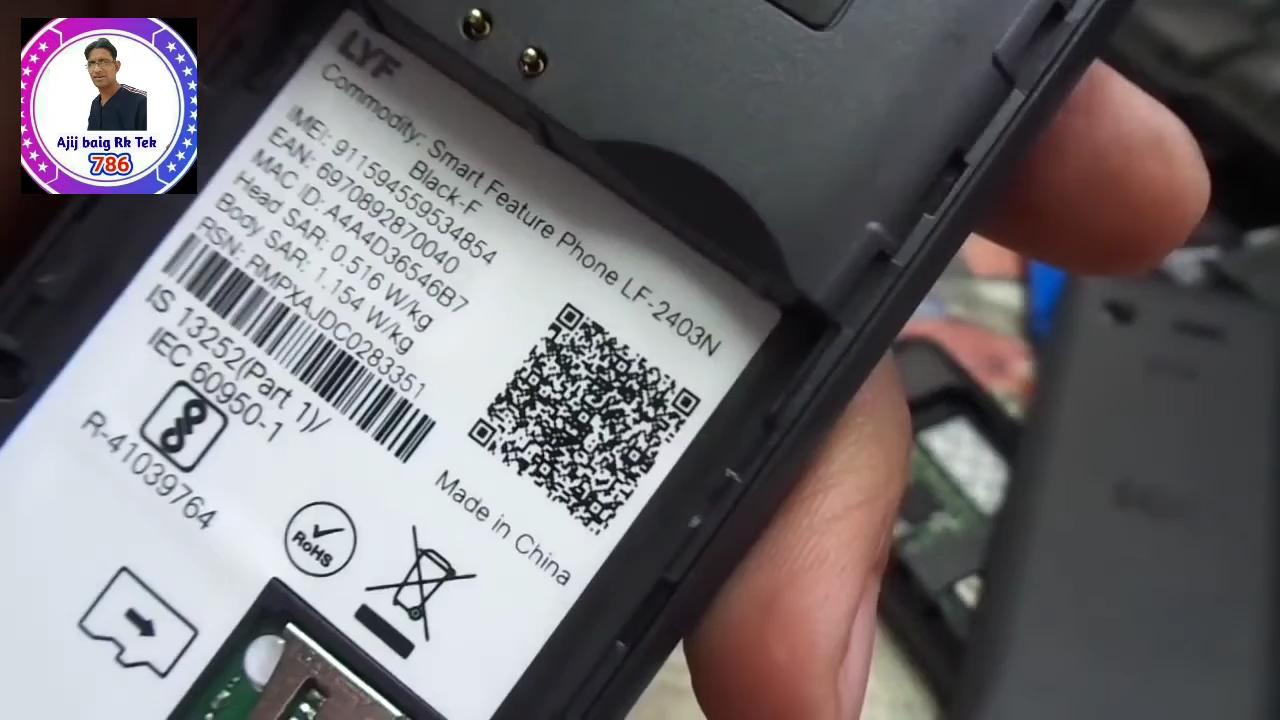 Ajij baig Rk Tek
786
LYF
Commodity: Smart Feature Phone LF-2403N
Black-F
IMEI: 911594559534854
EAN: 6970892870040
MAC ID: A4A4D36546B7
Head SAR: 0.516 W/kg
Body SAR: 1.154 W/kg
RSN: RMPXAJDC0283351
IS 13252(Part 1)/
IEC 60950-1
R-41039764
RoHS
Made in China